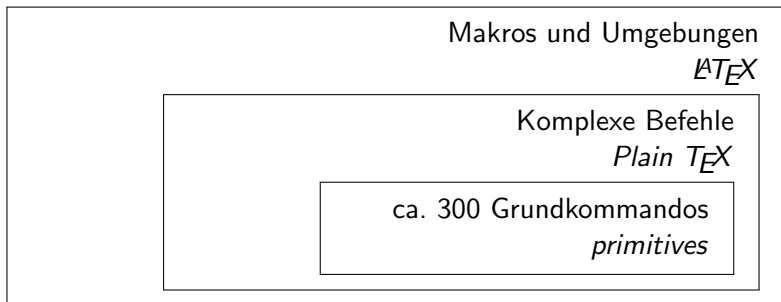 Makros und Umgebungen
LATEX
Komplexe Befehle
Plain TEX
ca. 300 Grundkommandos
primitives